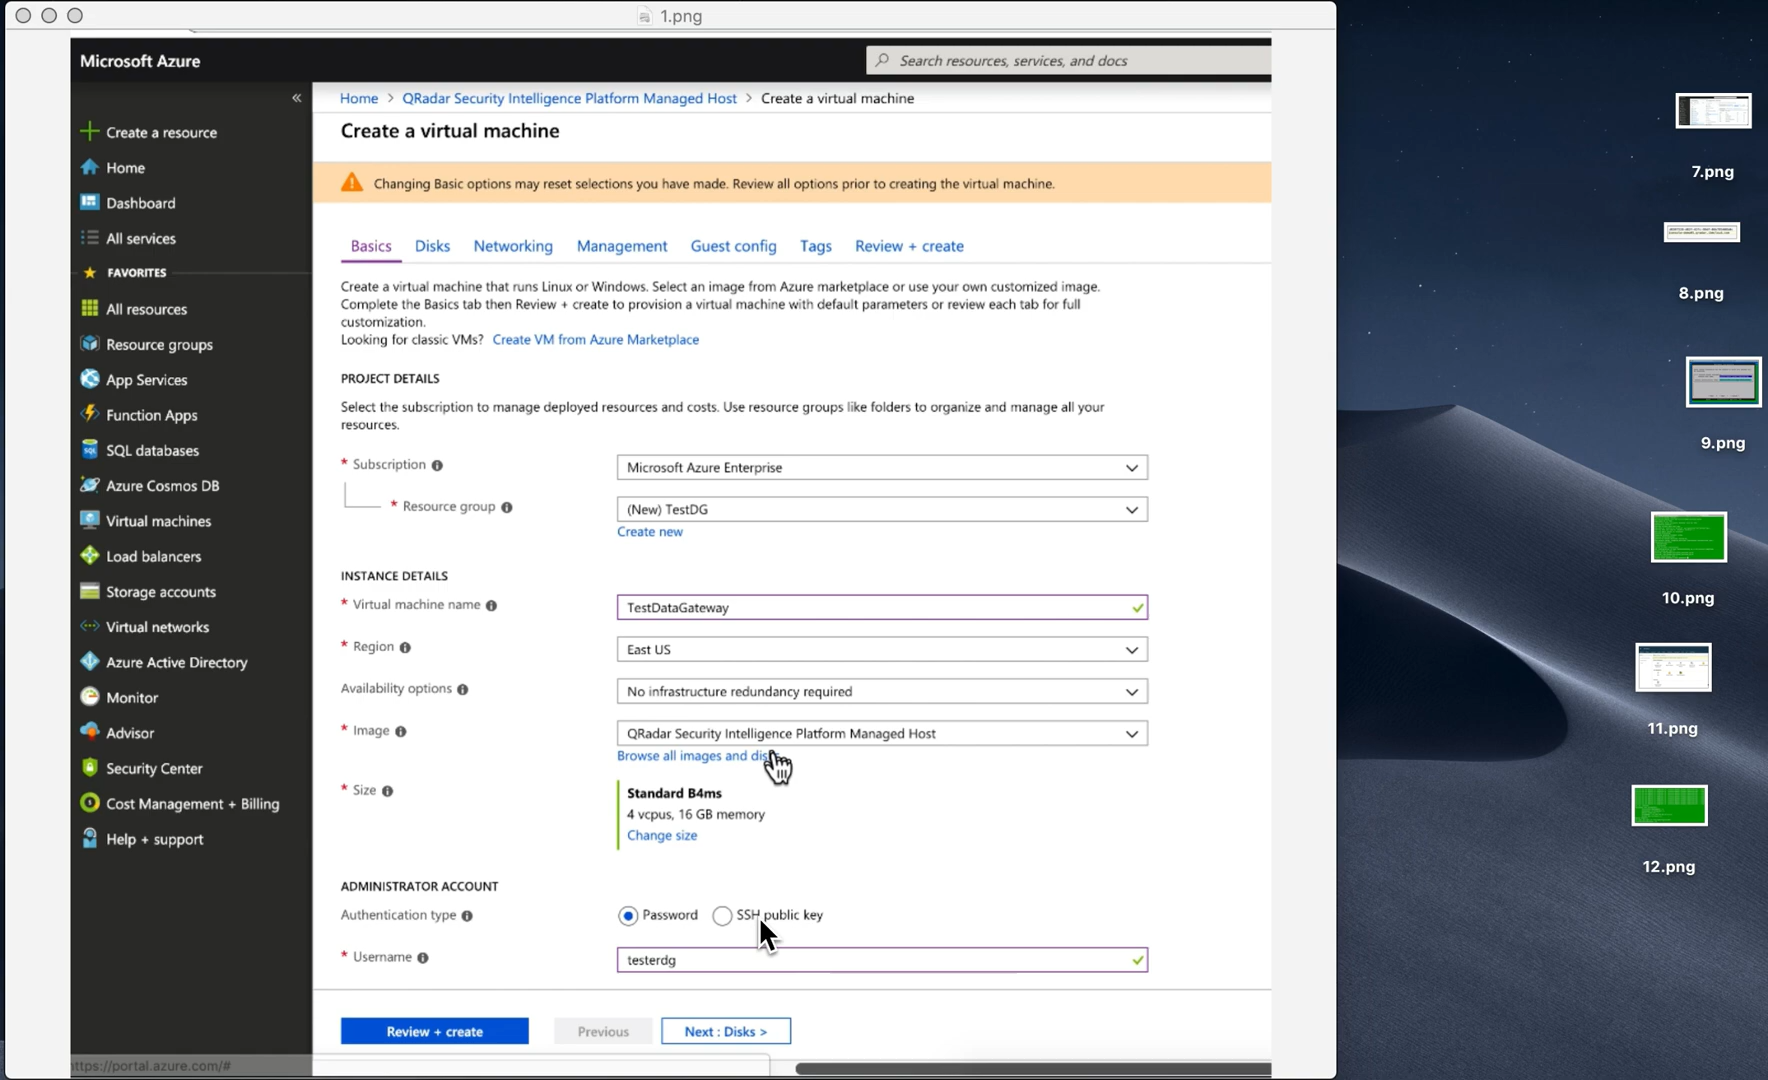 1.png
Microsoft Azure
Search resources, services, and docs
«
Create a resource
Home
Dashboard
All services
FAVORITES
All resources
Resource groups
App Services
Function Apps
SQL databases
Azure Cosmos DB
Virtual machines
Load balancers
Storage accounts
Virtual networks
Azure Active Directory
Monitor
Advisor
Security Center
Cost Management + Billing
Help + support
Home > QRadar Security Intelligence Platform Managed Host > Create a virtual machine
Create a virtual machine
Changing Basic options may reset selections you have made. Review all options prior to creating the virtual machine.
Basics Disks Networking Management Guest config Tags Review + create
Create a virtual machine that runs Linux or Windows. Select an image from Azure marketplace or use your own customized image.
Complete the Basics tab then Review + create to provision a virtual machine with default parameters or review each tab for full
customization.
Looking for classic VMs? Create VM from Azure Marketplace
PROJECT DETAILS
Select the subscription to manage deployed resources and costs. Use resource groups like folders to organize and manage all your
resources.
* Subscription Microsoft Azure Enterprise
* Resource group (New) TestDG
Create new
INSTANCE DETAILS
* Virtual machine name TestDataGateway
* Region East US
Availability options No infrastructure redundancy required
* Image QRadar Security Intelligence Platform Managed Host
Browse all images and
* Size Standard B4ms
4 vcpus, 16 GB memory
Change size
ADMINISTRATOR ACCOUNT
Authentication type Password SSH public key
* Username testerdg
Review + create Previous Next : Disks >
https://portal.azure.com/#
7.png
8.png
9.png
10.png
11.png
12.png